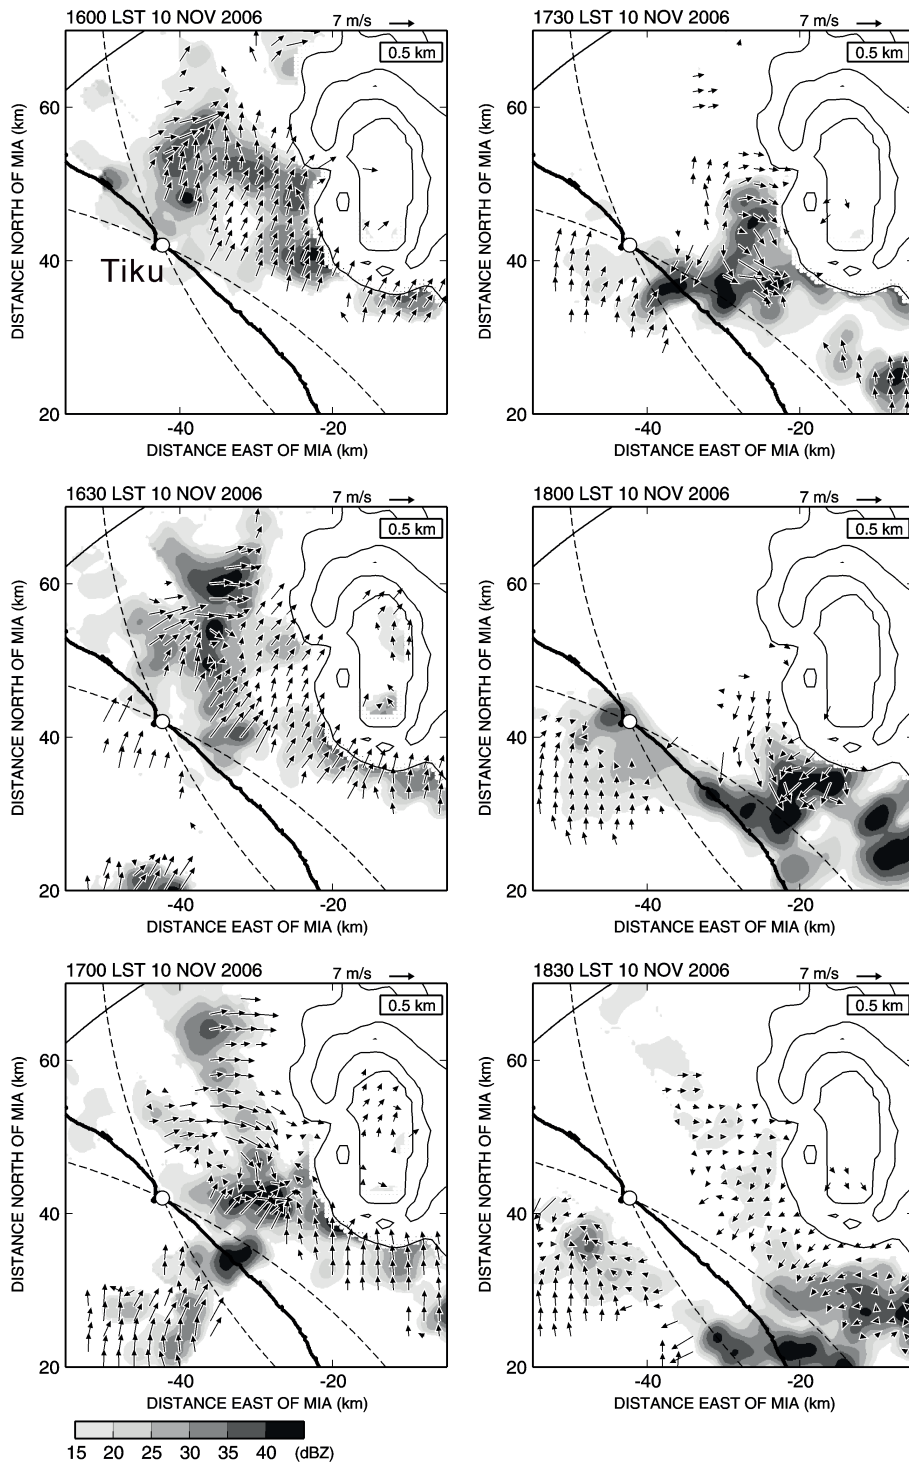 1600 LST 10 NOV 2006
7 m/s
0.5 km
DISTANCE NORTH OF MIA (km)
60
40
20
Tiku
-40
-20
DISTANCE EAST OF MIA (km)
1730 LST 10 NOV 2006
7 m/s
0.5 km
DISTANCE NORTH OF MIA (km)
60
40
20
-40
-20
DISTANCE EAST OF MIA (km)
1630 LST 10 NOV 2006
7 m/s
0.5 km
DISTANCE NORTH OF MIA (km)
60
40
20
-40
-20
DISTANCE EAST OF MIA (km)
1800 LST 10 NOV 2006
7 m/s
0.5 km
DISTANCE NORTH OF MIA (km)
60
40
20
-40
-20
DISTANCE EAST OF MIA (km)
1700 LST 10 NOV 2006
7 m/s
0.5 km
DISTANCE NORTH OF MIA (km)
60
40
20
-40
-20
DISTANCE EAST OF MIA (km)
1830 LST 10 NOV 2006
7 m/s
0.5 km
DISTANCE NORTH OF MIA (km)
60
40
20
-40
-20
DISTANCE EAST OF MIA (km)
15 20 25 30 35 40 (dBZ)